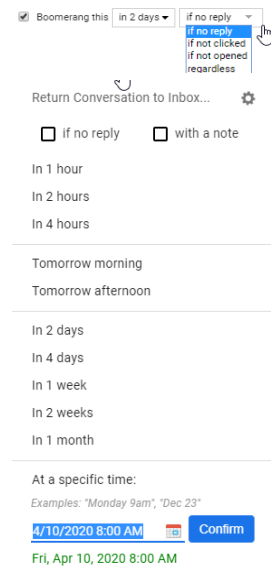 Boomerang this in 2 days if no reply
if no reply
if not clicked
if not opened
regardless
Return Conversation to Inbox...
if no reply with a note
In 1 hour
In 2 hours
In 4 hours
Tomorrow morning
Tomorrow afternoon
In 2 days
In 4 days
In 1 week
In 2 weeks
In 1 month
At a specific time:
Examples: "Monday 9am", "Dec 23"
4/10/2020 8:00 AM Confirm
Fri, Apr 10, 2020 8:00 AM